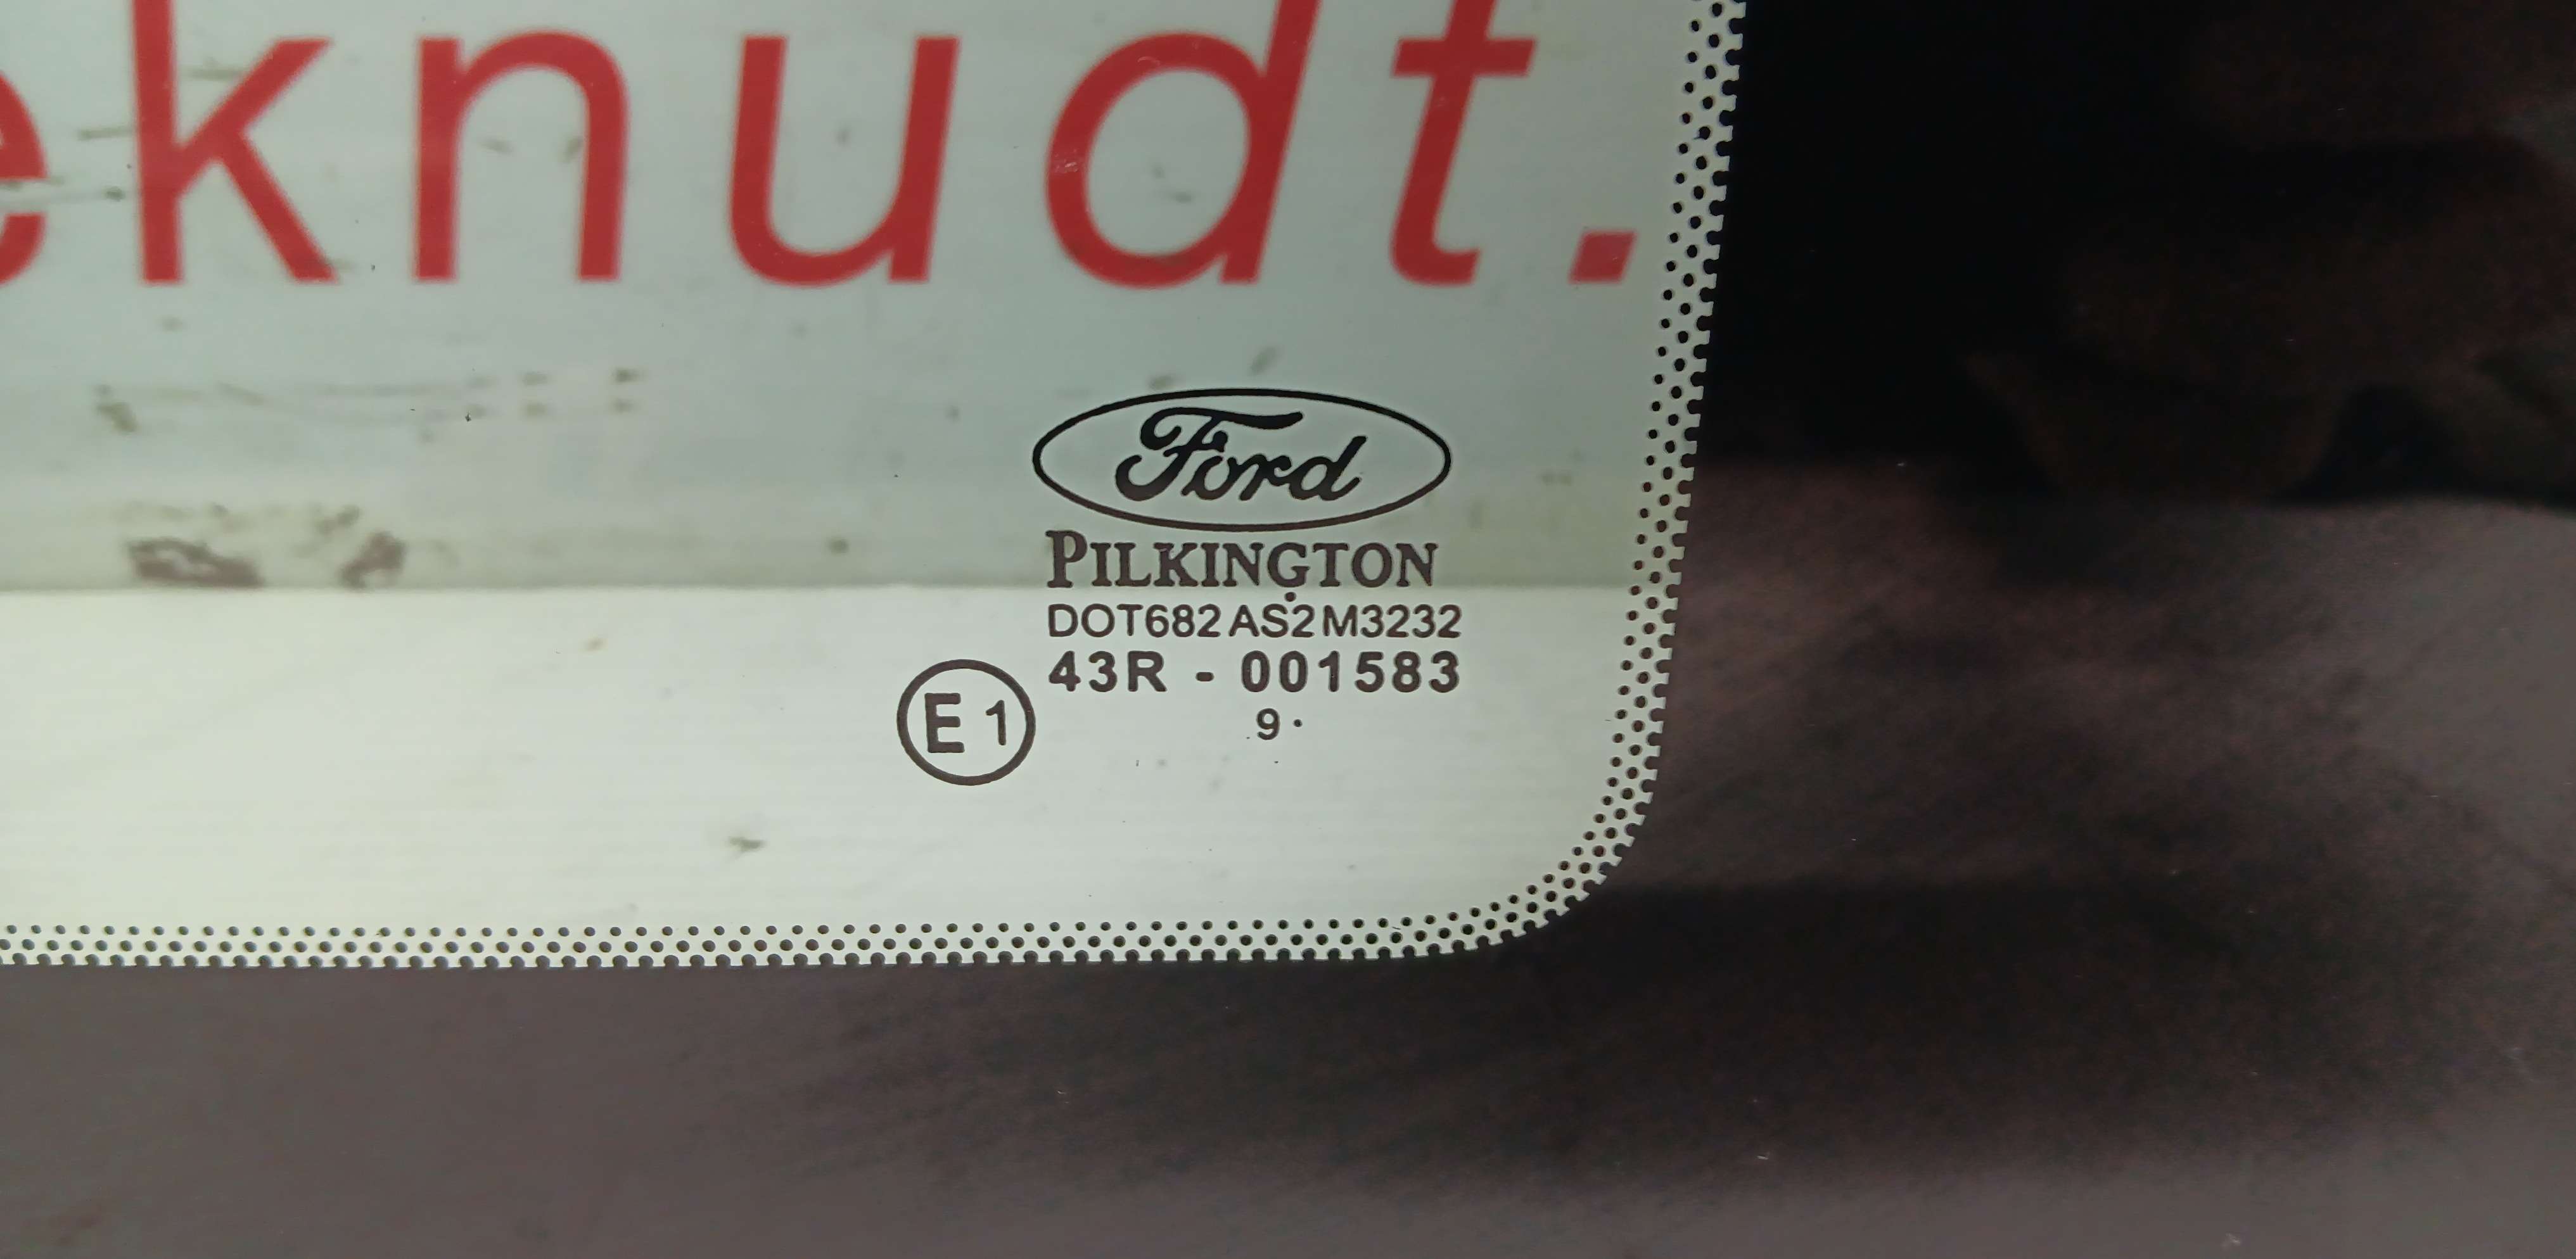 eknudt.
Ford
PILKINGTON
DOT682 AS2 M3232
43R - 001583
E1
9.